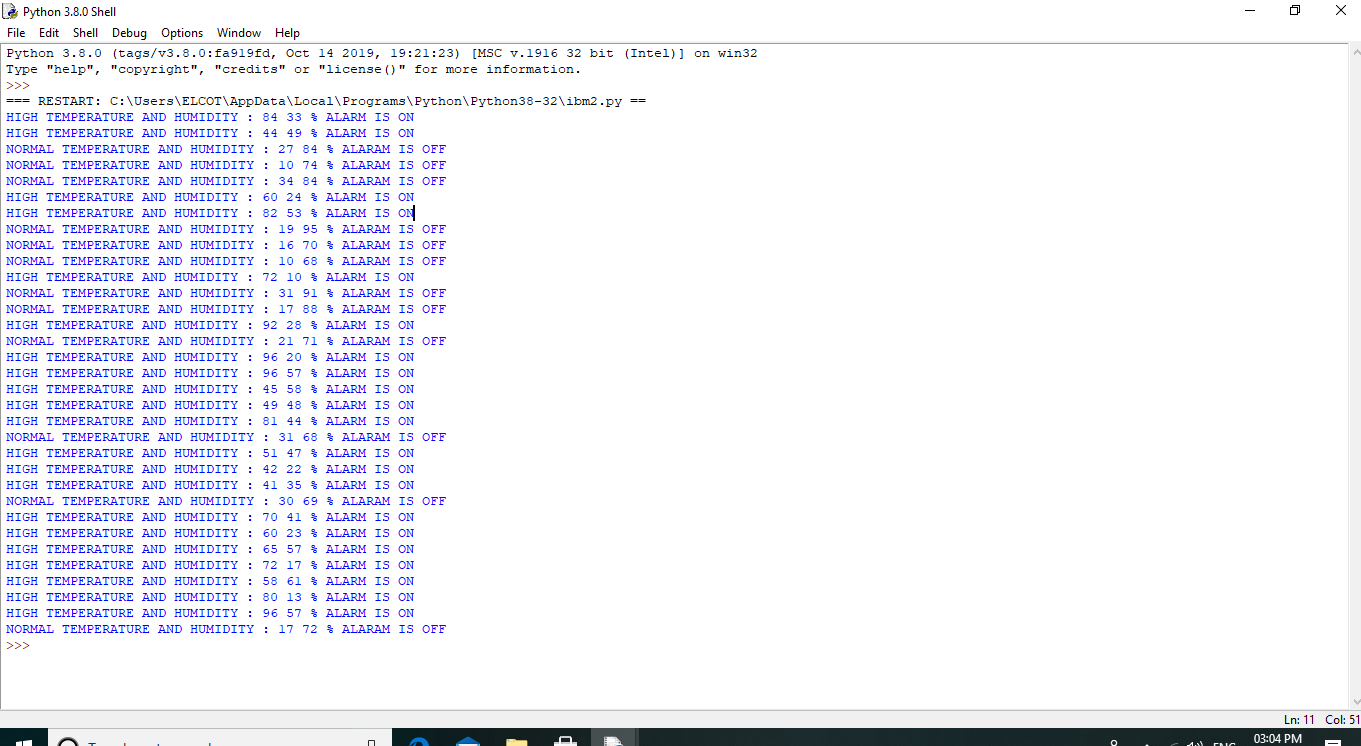 Python 3.8.0 Shell
File Edit Shell Debug Options Window Help
Python 3.8.0 (tags/v3.8.0:fa919fd, Oct 14 2019, 19:21:23) [MSC v.1916 32 bit (Intel)] on win32
Type "help", "copyright", "credits" or "license()" for more information.
>>>
=== RESTART: C:\Users\ELCOT\AppData\Local\Programs\Python\Python38-32\ibm2.py ==
HIGH TEMPERATURE AND HUMIDITY : 84 33 % ALARM IS ON
HIGH TEMPERATURE AND HUMIDITY : 44 49 % ALARM IS ON
NORMAL TEMPERATURE AND HUMIDITY : 27 84 % ALARAM IS OFF
NORMAL TEMPERATURE AND HUMIDITY : 10 74 % ALARAM IS OFF
NORMAL TEMPERATURE AND HUMIDITY : 34 84 % ALARAM IS OFF
HIGH TEMPERATURE AND HUMIDITY : 60 24 % ALARM IS ON
HIGH TEMPERATURE AND HUMIDITY : 82 53 % ALARM IS ON
NORMAL TEMPERATURE AND HUMIDITY : 19 95 % ALARAM IS OFF
NORMAL TEMPERATURE AND HUMIDITY : 16 70 % ALARAM IS OFF
NORMAL TEMPERATURE AND HUMIDITY : 10 68 % ALARAM IS OFF
HIGH TEMPERATURE AND HUMIDITY : 72 10 % ALARM IS ON
NORMAL TEMPERATURE AND HUMIDITY : 31 91 % ALARAM IS OFF
NORMAL TEMPERATURE AND HUMIDITY : 17 88 % ALARAM IS OFF
HIGH TEMPERATURE AND HUMIDITY : 92 28 % ALARM IS ON
NORMAL TEMPERATURE AND HUMIDITY : 21 71 % ALARAM IS OFF
HIGH TEMPERATURE AND HUMIDITY : 96 20 % ALARM IS ON
HIGH TEMPERATURE AND HUMIDITY : 96 57 % ALARM IS ON
HIGH TEMPERATURE AND HUMIDITY : 45 58 % ALARM IS ON
HIGH TEMPERATURE AND HUMIDITY : 49 48 % ALARM IS ON
HIGH TEMPERATURE AND HUMIDITY : 81 44 % ALARM IS ON
NORMAL TEMPERATURE AND HUMIDITY : 31 68 % ALARAM IS OFF
HIGH TEMPERATURE AND HUMIDITY : 51 47 % ALARM IS ON
HIGH TEMPERATURE AND HUMIDITY : 42 22 % ALARM IS ON
HIGH TEMPERATURE AND HUMIDITY : 41 35 % ALARM IS ON
NORMAL TEMPERATURE AND HUMIDITY : 30 69 % ALARAM IS OFF
HIGH TEMPERATURE AND HUMIDITY : 70 41 % ALARM IS ON
HIGH TEMPERATURE AND HUMIDITY : 60 23 % ALARM IS ON
HIGH TEMPERATURE AND HUMIDITY : 65 57 % ALARM IS ON
HIGH TEMPERATURE AND HUMIDITY : 72 17 % ALARM IS ON
HIGH TEMPERATURE AND HUMIDITY : 58 61 % ALARM IS ON
HIGH TEMPERATURE AND HUMIDITY : 80 13 % ALARM IS ON
HIGH TEMPERATURE AND HUMIDITY : 96 57 % ALARM IS ON
NORMAL TEMPERATURE AND HUMIDITY : 17 72 % ALARAM IS OFF
>>>
Ln: 11 Col: 51
03:04 PM